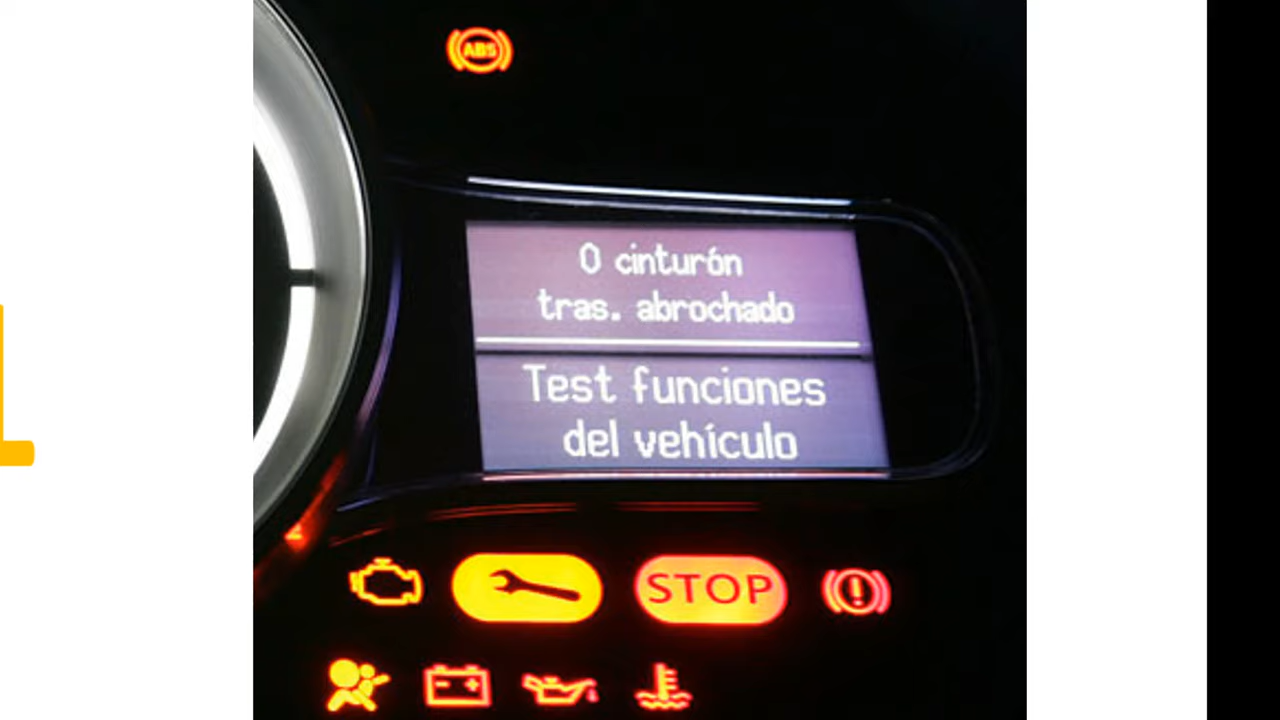 ABS
0 cinturón
tras. abrochado
Test funciones
del vehículo
STOP